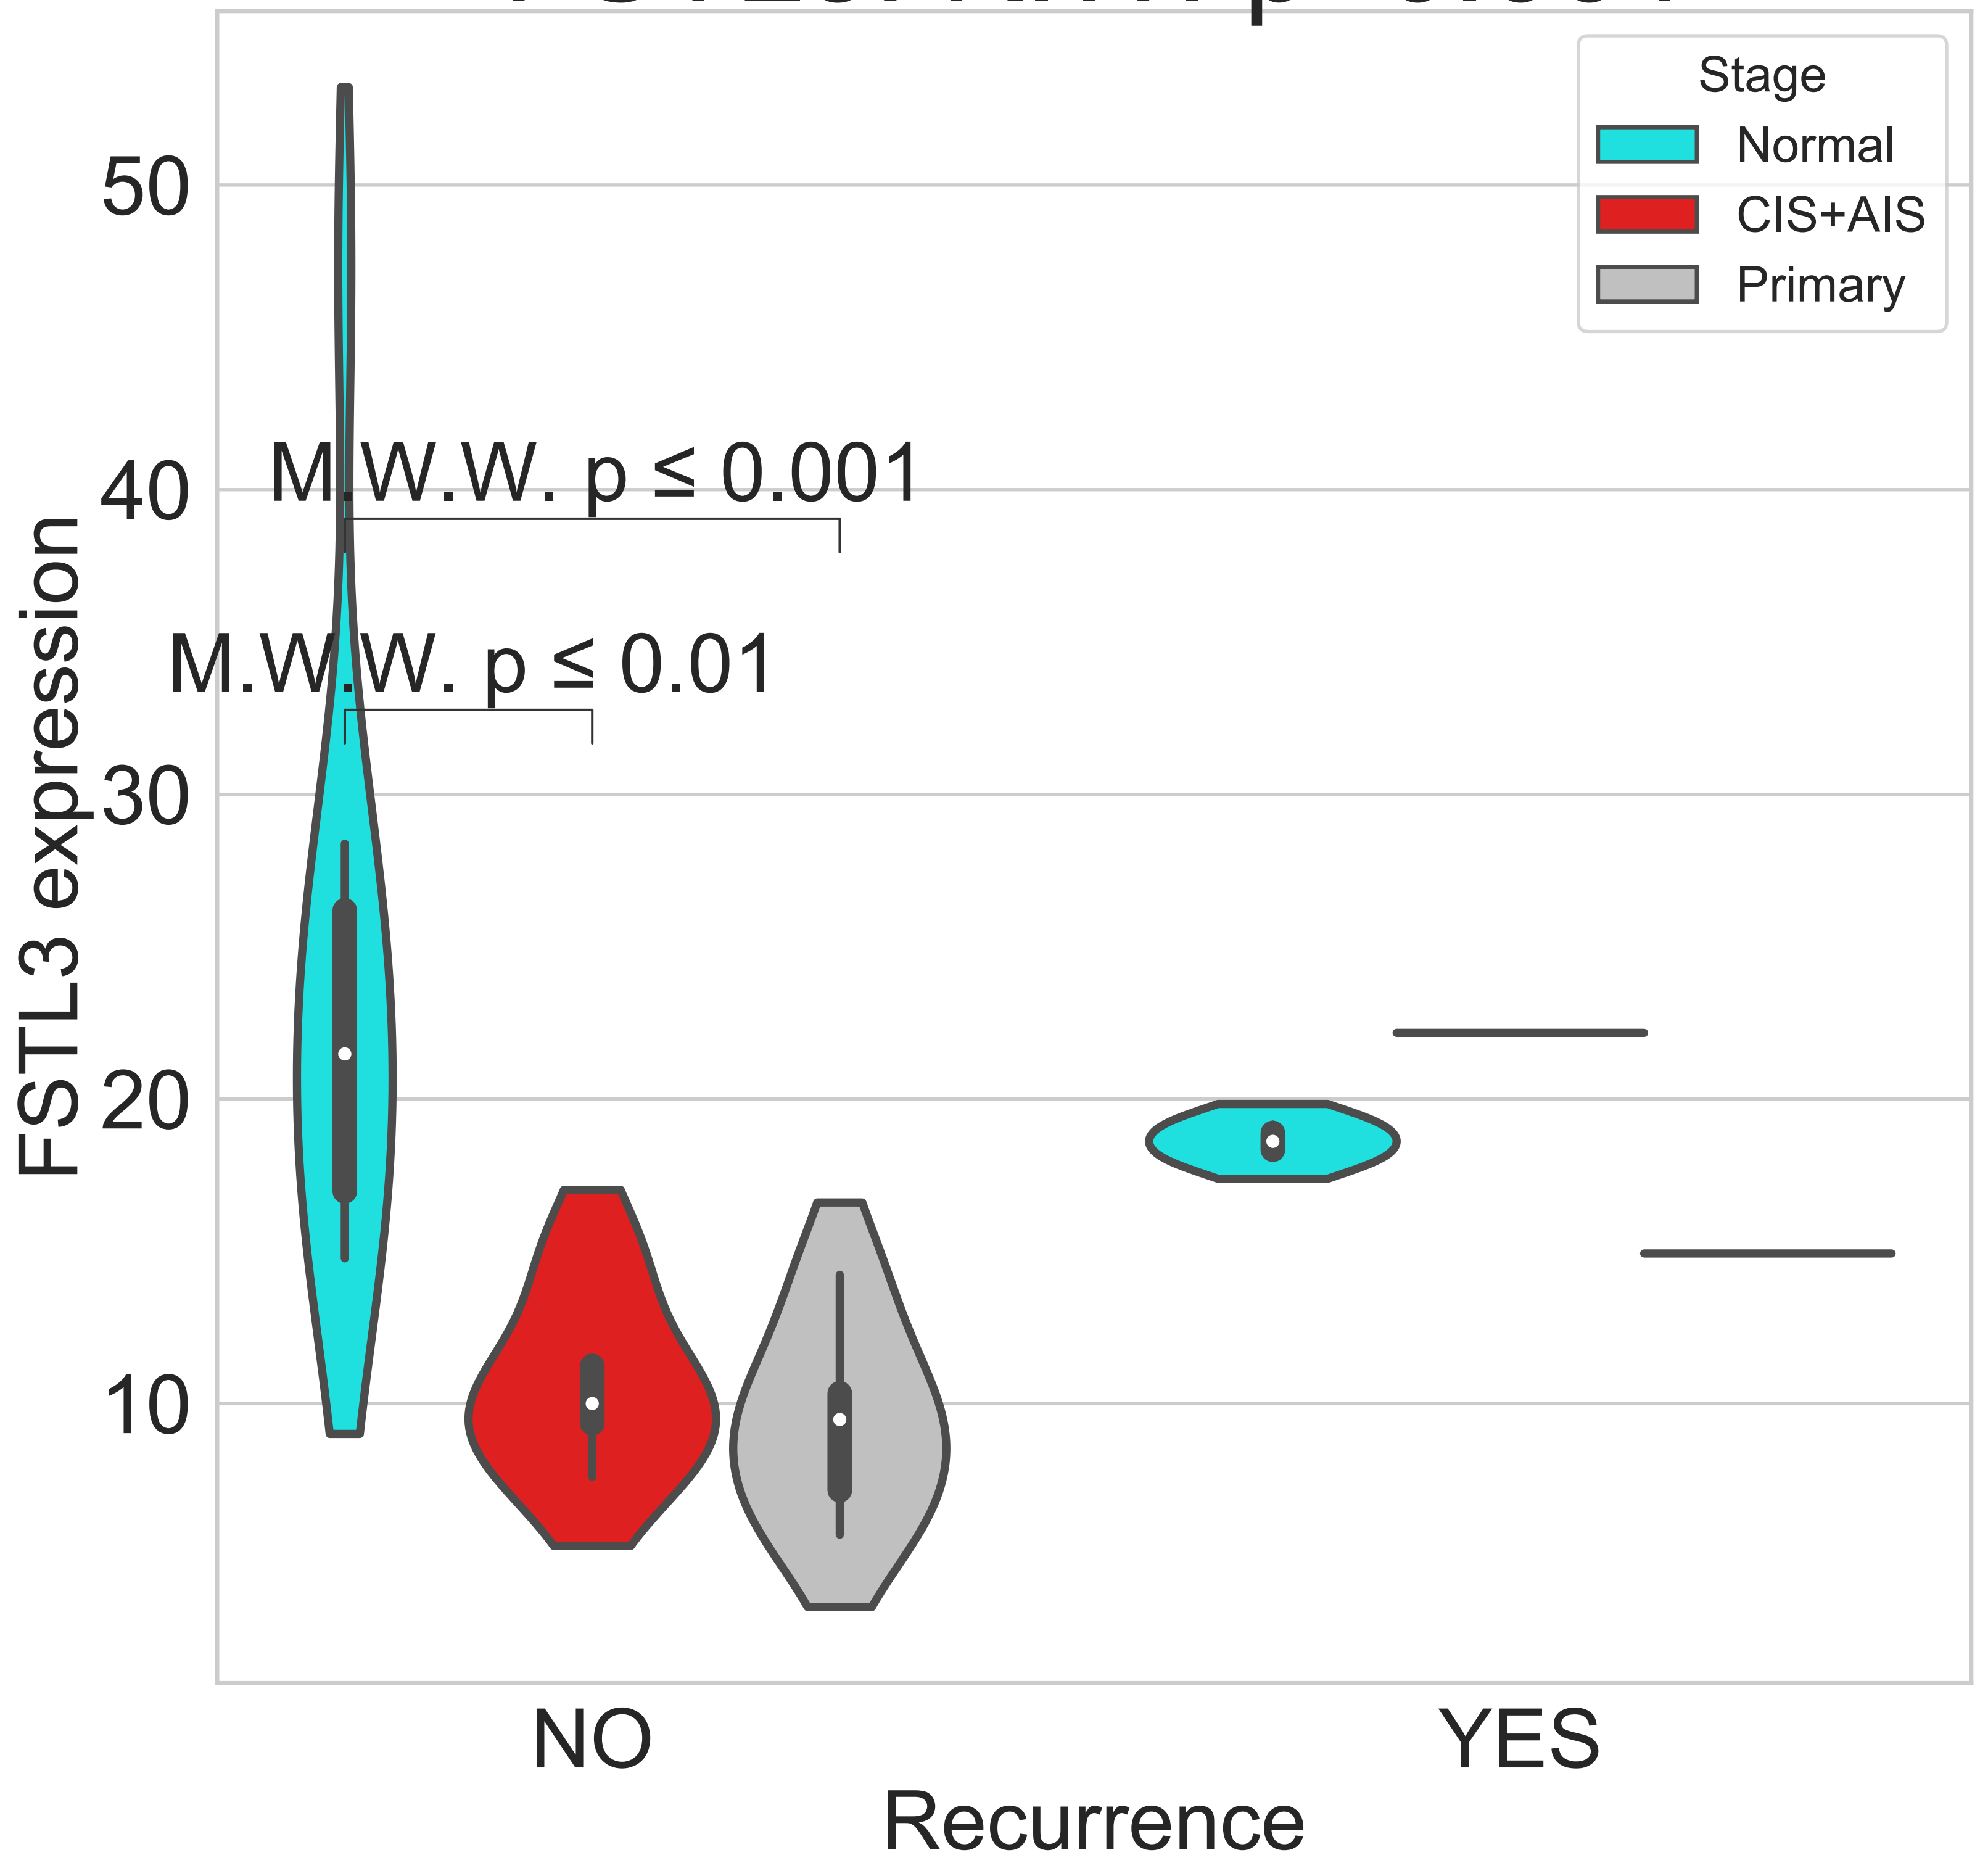 Stage
Normal
CIS+AIS
Primary
50
40
30
20
10
M.W.W. p ≤ 0.001
M.W.W. p ≤ 0.01
FSTL3 expression
NO
YES
Recurrence